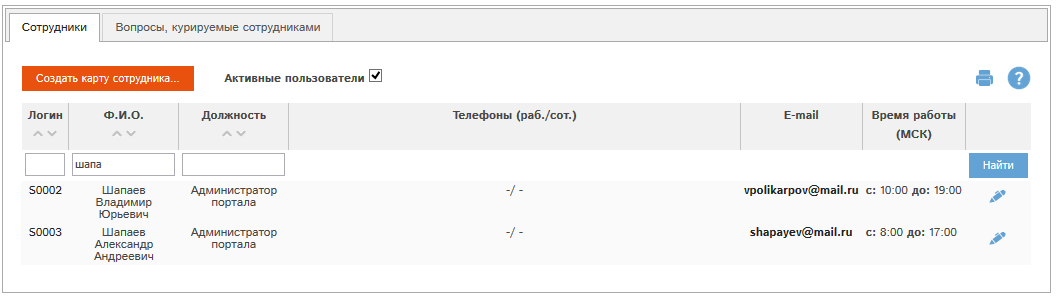 Сотрудники Вопросы, курируемые сотрудниками
Создать карту сотрудника... Активные пользователи ?
Логин Ф.И.О. Должность Телефоны (раб./сот.) E-mail Время работы
(МСК)
шапа Найти
S0002 Шапаев Администратор -/ - vpolikarpov@mail.ru с: 10:00 до: 19:00
Владимир портала
Юрьевич
S0003 Шапаев Администратор -/ - shapayev@mail.ru с: 8:00 до: 17:00
Александр портала
Андреевич